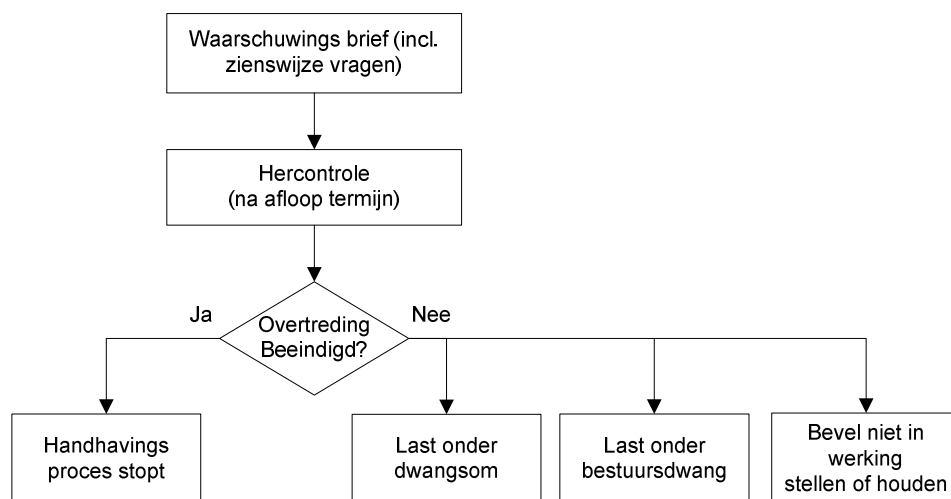 Waarschuwings brief (incl.
zienswijze vragen)
Hercontrole
(na afloop termijn)
Ja
Overtreding
Beeindigd?
Nee
Handhavings
proces stopt
Last onder
dwangsom
Last onder
bestuursdwang
Bevel niet in
werking
stellen of houden